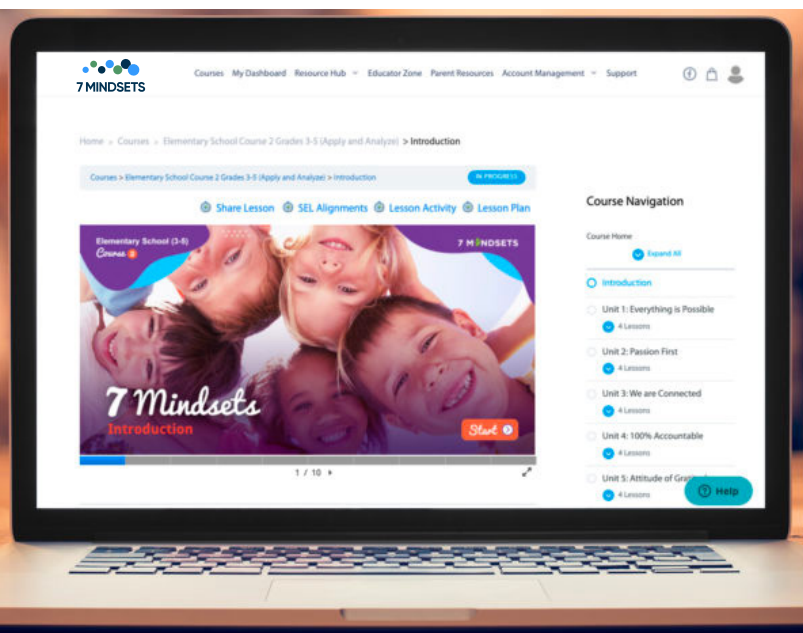 7 MINDSETS
Courses My Dashboard Resource Hub Educator Zone Parent Resources Account Management Support
Home > Courses > Elementary School Course 2 Grades 3-5 (Apply and Analyze) > Introduction
Courses > Elementary School Course 2 Grades 3-5 (Apply and Analyze) > Introduction
IN PROGRESS
Share Lesson SEL Alignments Lesson Activity Lesson Plan
Elementary School (3-5)
Course 2
7 MINDSETS
7 Mindsets
Introduction
Start
1 / 10
Course Navigation
Course Home
Expand All
Introduction
Unit 1: Everything is Possible
4 Lessons
Unit 2: Passion First
4 Lessons
Unit 3: We are Connected
4 Lessons
Unit 4: 100% Accountable
4 Lessons
Unit 5: Attitude of
4 Lessons
Help